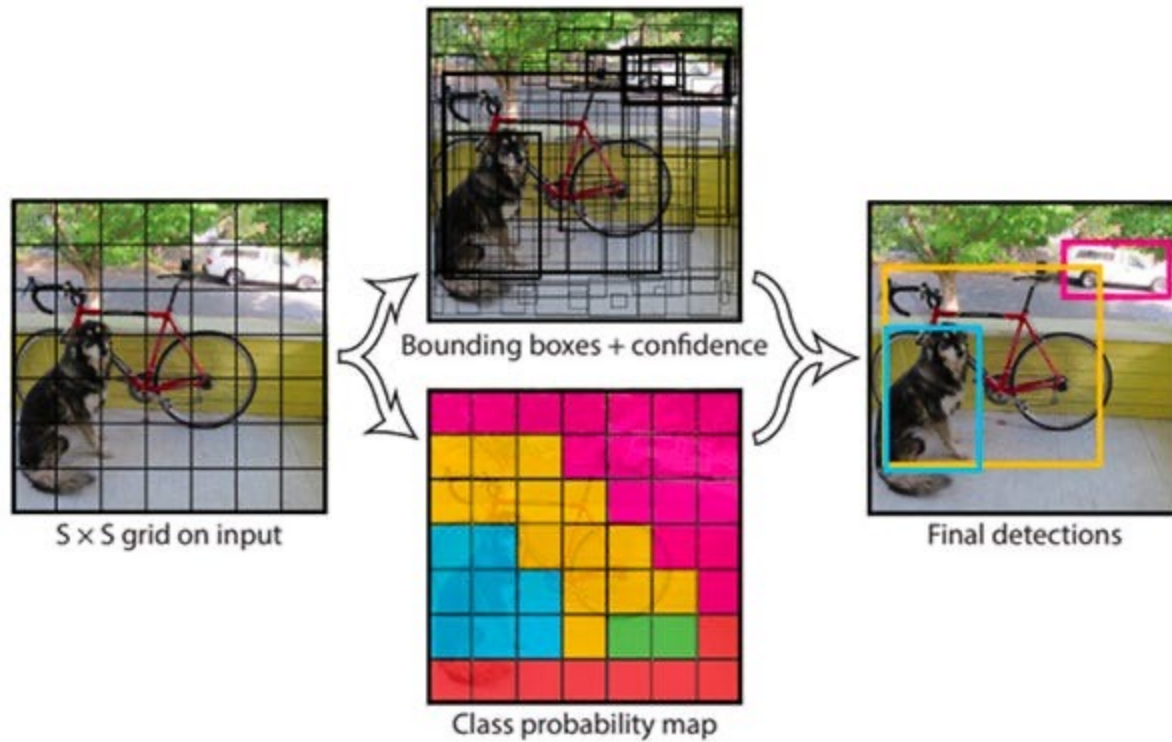 Bounding boxes + confidence
S × S grid on input
Final detections
Class probability map